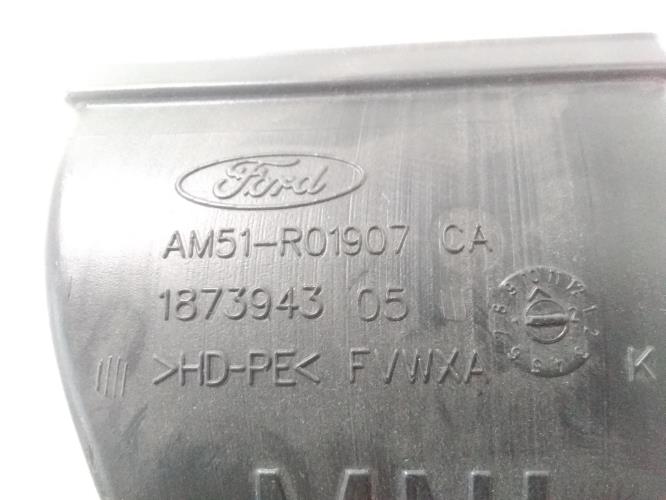 Ford
AM51-R01907 CA
1873943 05
>HD-PE< FVWXA
K